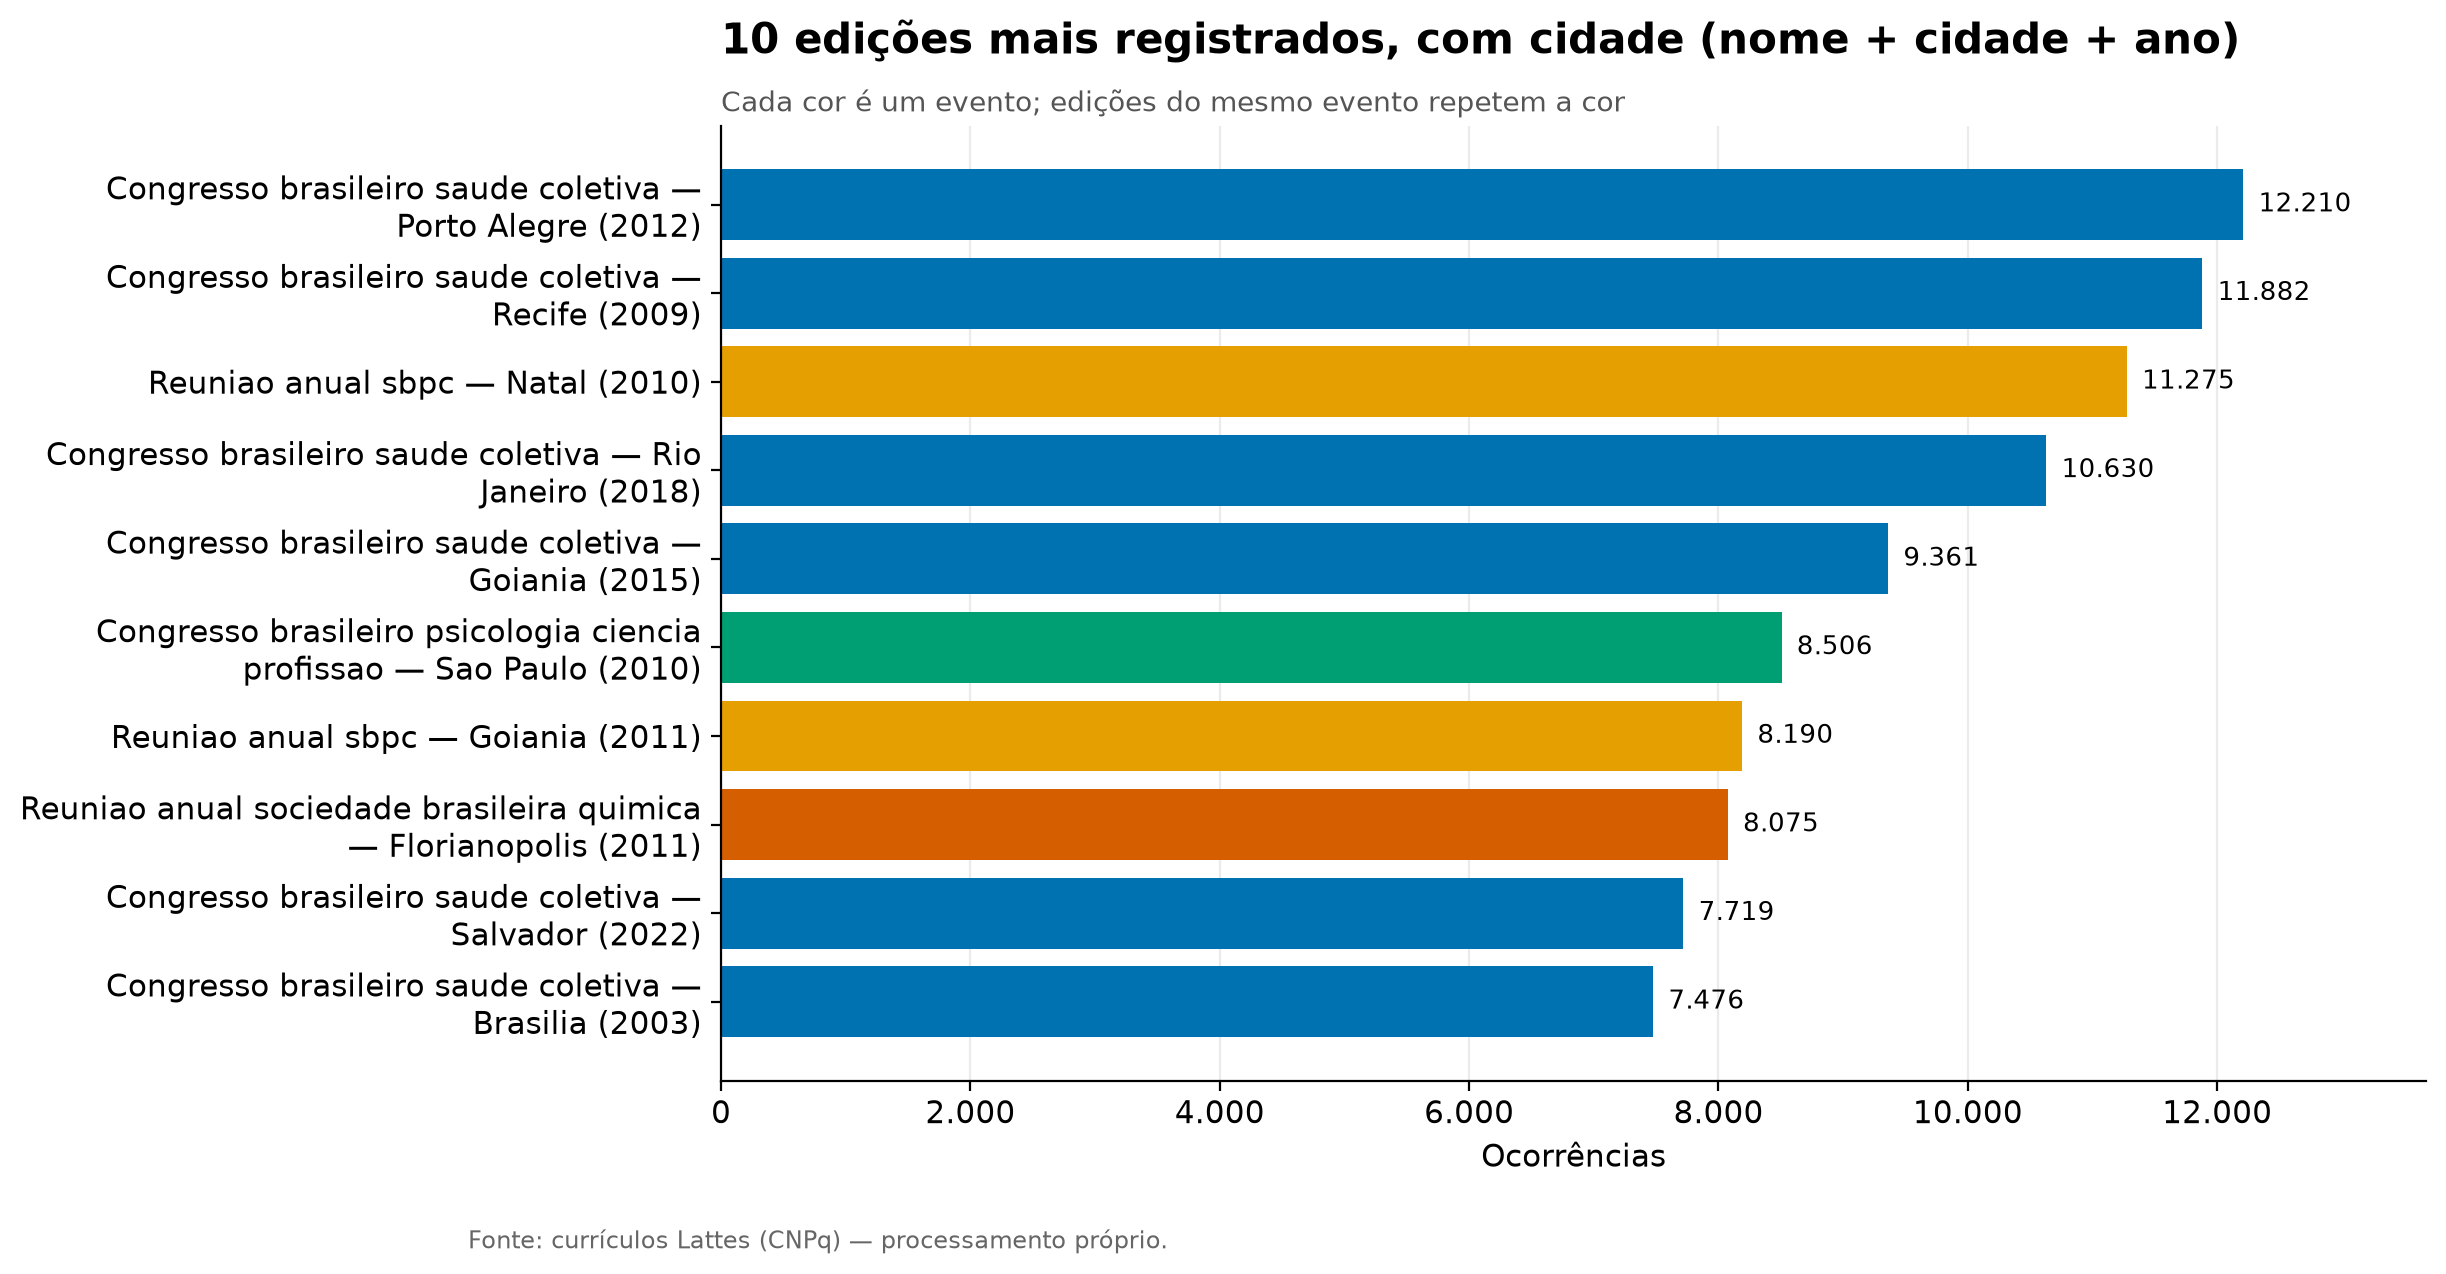 10 edições mais registrados, com cidade (nome + cidade + ano)
Cada cor é um evento; edições do mesmo evento repetem a cor
Congresso brasileiro saude coletiva —
Porto Alegre (2012)
12.210
Congresso brasileiro saude coletiva —
Recife (2009)
11.882
Reuniao anual sbpc — Natal (2010)
11.275
Congresso brasileiro saude coletiva — Rio
Janeiro (2018)
10.630
Congresso brasileiro saude coletiva —
Goiania (2015)
9.361
Congresso brasileiro psicologia ciencia
profissao — Sao Paulo (2010)
8.506
Reuniao anual sbpc — Goiania (2011)
8.190
Reuniao anual sociedade brasileira quimica
— Florianopolis (2011)
8.075
Congresso brasileiro saude coletiva —
Salvador (2022)
7.719
Congresso brasileiro saude coletiva —
Brasilia (2003)
7.476
0 2.000 4.000 6.000 8.000 10.000 12.000
Ocorrências
Fonte: currículos Lattes (CNPq) — processamento próprio.